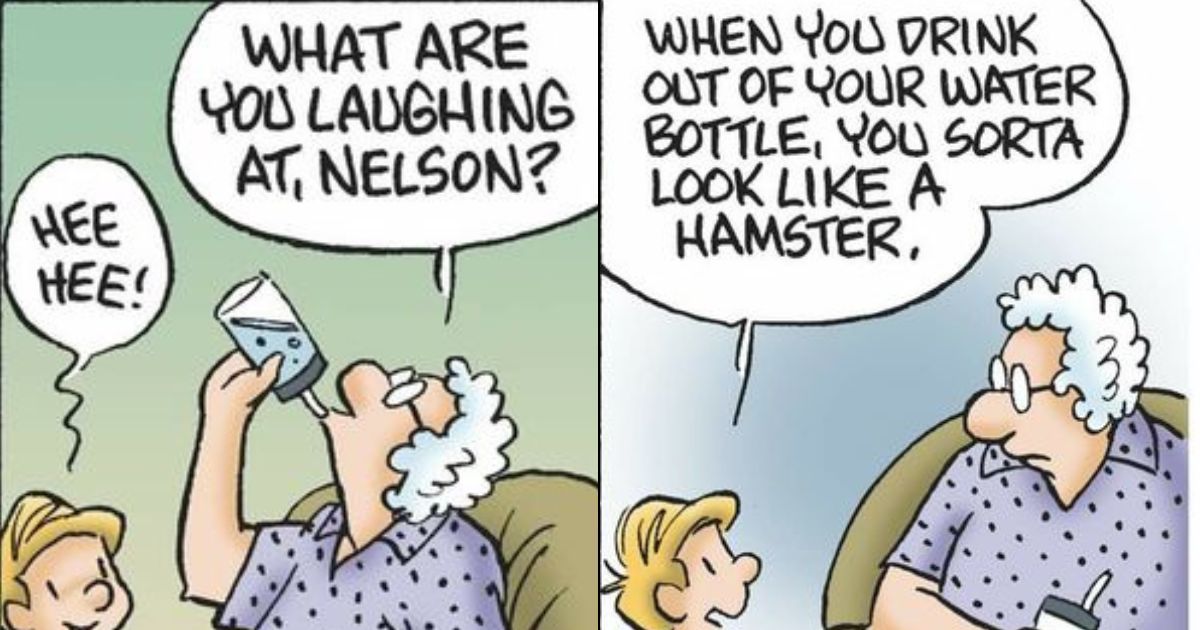 HEE
HEE!
WHAT ARE
YOU LAUGHING
AT, NELSON?
WHEN YOU DRINK
OUT OF YOUR WATER
BOTTLE, YOU SORTA
LOOK LIKE A
HAMSTER.